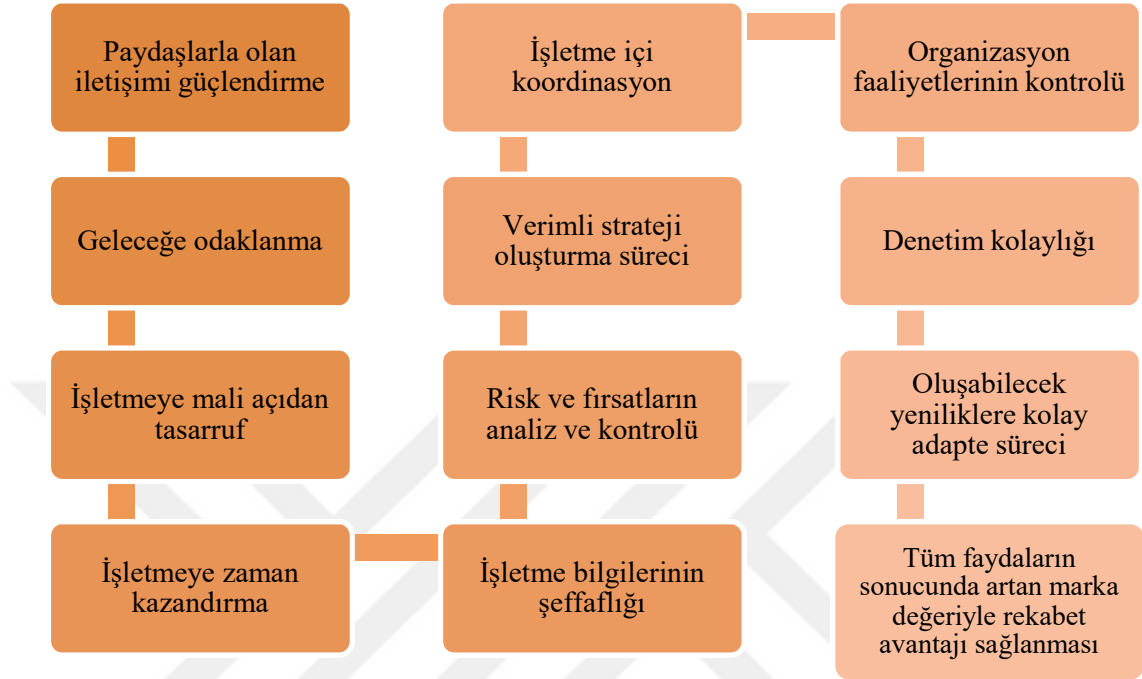 Paydaşlarla olan
iletişimi güçlendirme
Geleceğe odaklanma
İşletmeye mali açıdan
tasarruf
İşletmeye zaman
kazandırma
İşletme bilgilerinin
şeffaflığı
Risk ve fırsatların
analiz ve kontrolü
Verimli strateji
oluşturma süreci
İşletme içi
koordinasyon
Organizasyon
faaliyetlerinin kontrolü
Denetim kolaylığı
Oluşabilecek
yeniliklere kolay
adapte süreci
Tüm faydaların
sonucunda artan marka
değeriyle rekabet
avantajı sağlanması